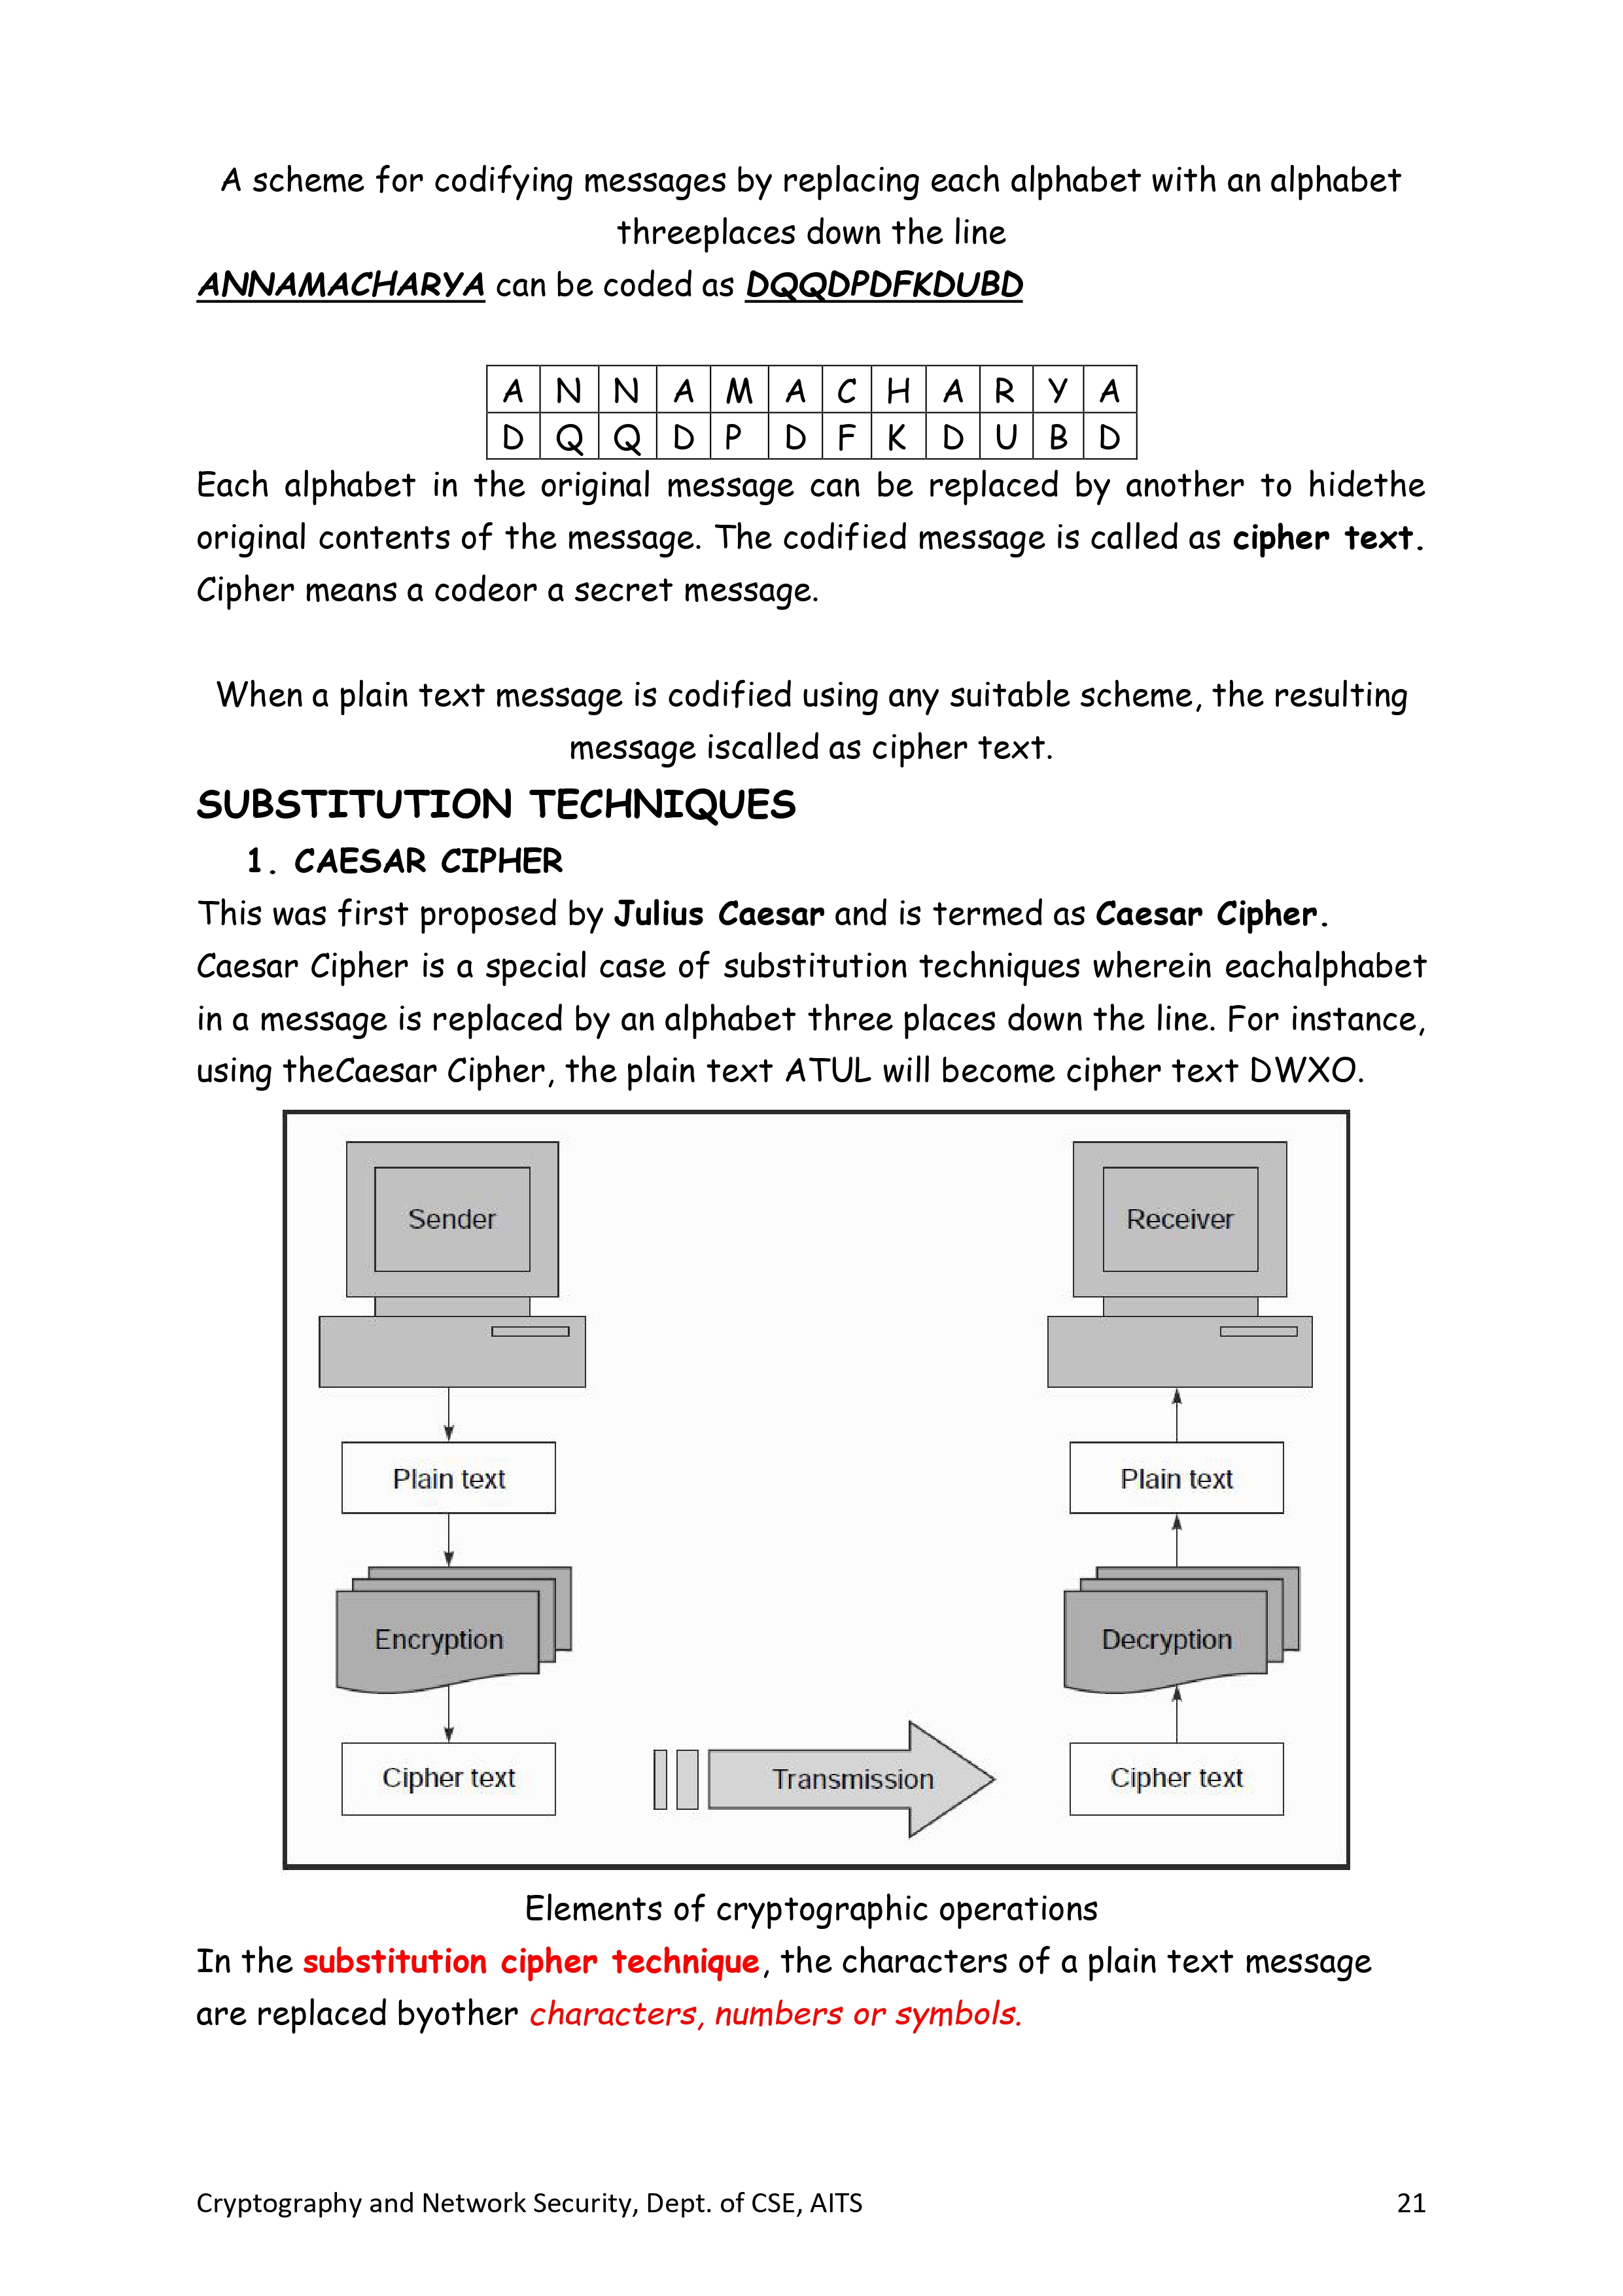 A scheme for codifying messages by replacing each alphabet with an alphabet
threeplaces down the line
ANNAMACHARYA can be coded as DQQDPDFKDUBD
A N N A M A C H A R Y A
D Q Q D P D F K D U B D
Each alphabet in the original message can be replaced by another to hidethe
original contents of the message. The codified message is called as cipher text.
Cipher means a codeor a secret message.
When a plain text message is codified using any suitable scheme, the resulting
message iscalled as cipher text.
SUBSTITUTION TECHNIQUES
1. CAESAR CIPHER
This was first proposed by Julius Caesar and is termed as Caesar Cipher.
Caesar Cipher is a special case of substitution techniques wherein eachalphabet
in a message is replaced by an alphabet three places down the line. For instance,
using theCaesar Cipher, the plain text ATUL will become cipher text DWXO.
Sender
Receiver
Plain text
Plain text
Encryption
Decryption
Cipher text
Transmission
Cipher text
Elements of cryptographic operations
In the substitution cipher technique, the characters of a plain text message
are replaced byother characters, numbers or symbols.
Cryptography and Network Security, Dept. of CSE, AITS 21